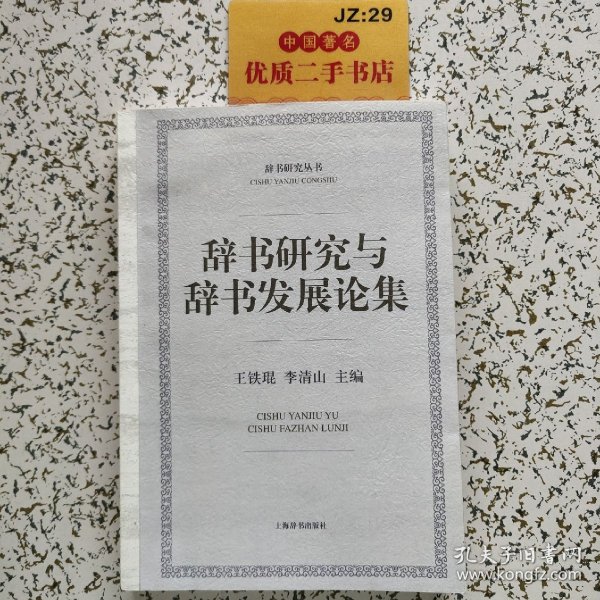 JZ:29
中国著名
优质二手书店
辞书研究丛书
CISHU YANJIU CONGSHU
辞书研究与
辞书发展论集
王铁琨 李清山 主编
CISHU YANJIU YU
CISHU FAZHAN LUNJI
上海辞书出版社
孔夫子旧书网
www.kongfz.com